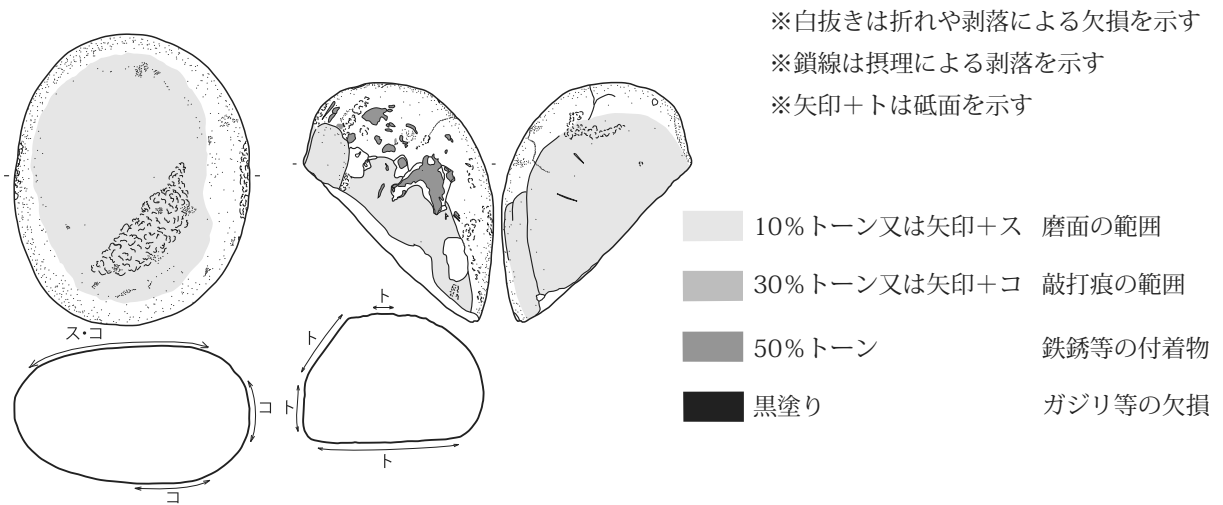 ※白抜きは折れや剥落による欠損を示す
※鎖線は摂理による剥落を示す
※矢印＋トは砥面を示す
10%トーン又は矢印＋ス 磨面の範囲
30%トーン又は矢印＋コ 敲打痕の範囲
50%トーン 鉄銹等の付着物
黒塗り ガジリ等の欠損
ス・コ
コ
コ
ト
ト
ト
ト